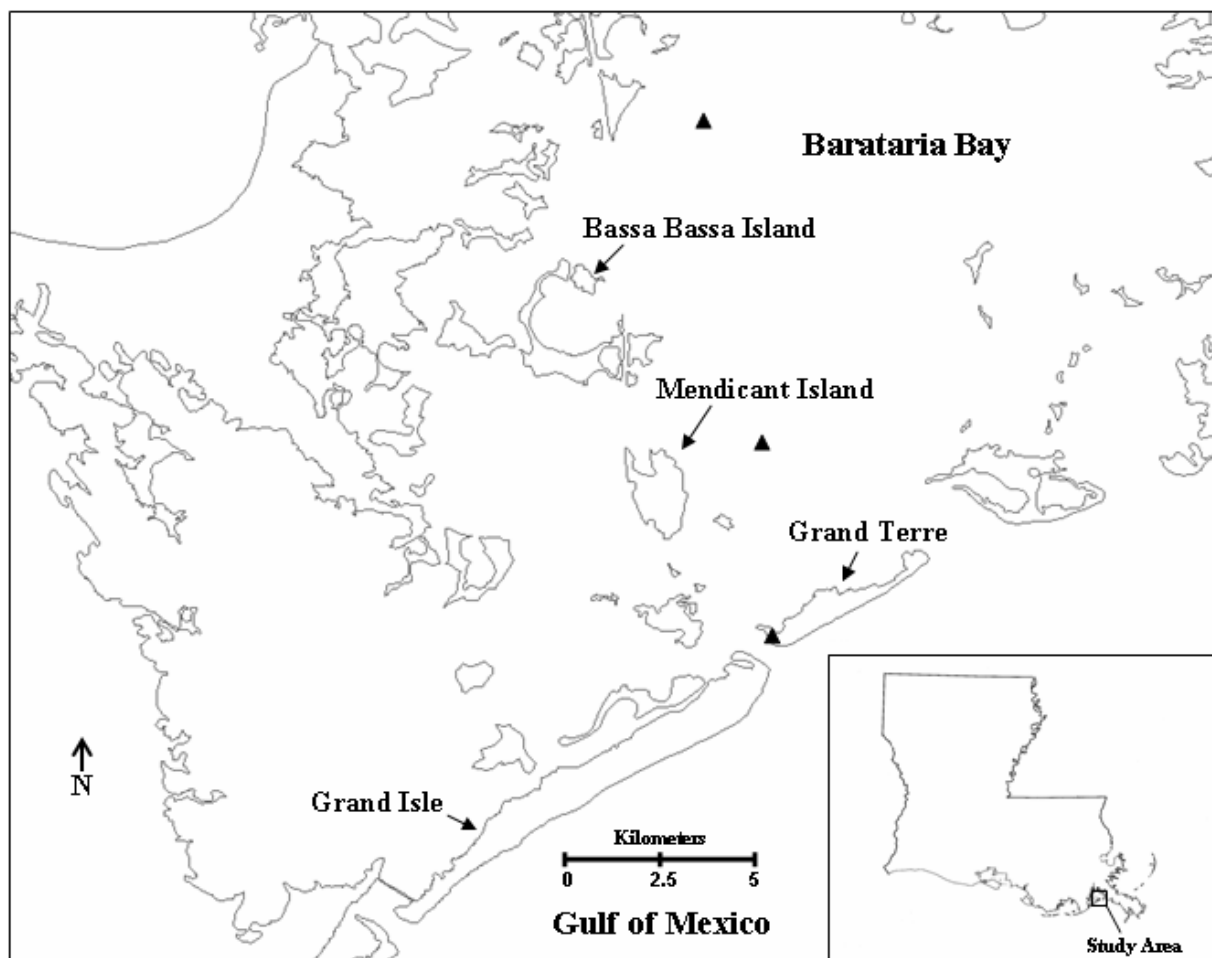 Barataria Bay
Bassa Bassa Island
Mendicant Island
Grand Terre
N
Grand Isle
Kilometers
0 2.5 5
Gulf of Mexico
Study Area